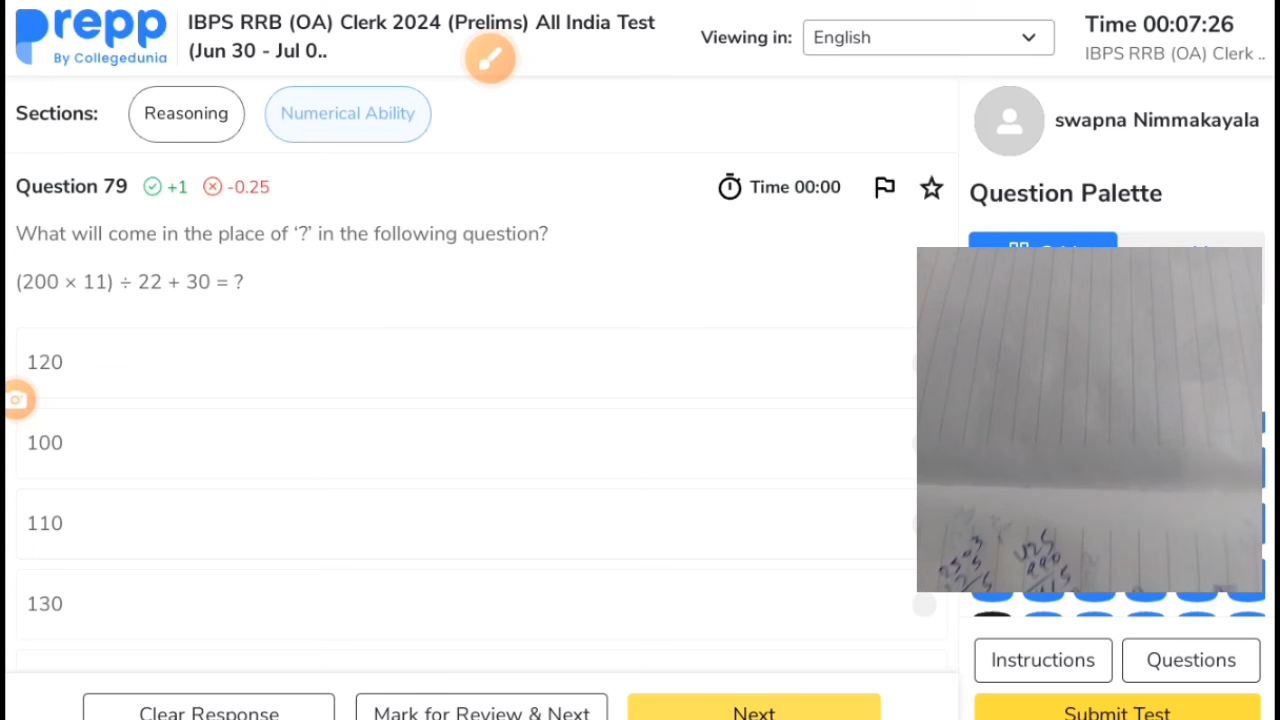 Prepp
By Collegedunia
IBPS RRB (OA) Clerk 2024 (Prelims) All India Test
(Jun 30 - Jul 0..
Viewing in:
English
Time 00:07:26
IBPS RRB (OA) Clerk ..
Sections:
Reasoning
Numerical Ability
swapna Nimmakayala
Question 79
+1
-0.25
Time 00:00
Question Palette
What will come in the place of ‘?’ in the following question?
(200 × 11) ÷ 22 + 30 = ?
120
100
110
130
Instructions
Questions
Clear Response
Mark for Review & Next
Next
Submit Test